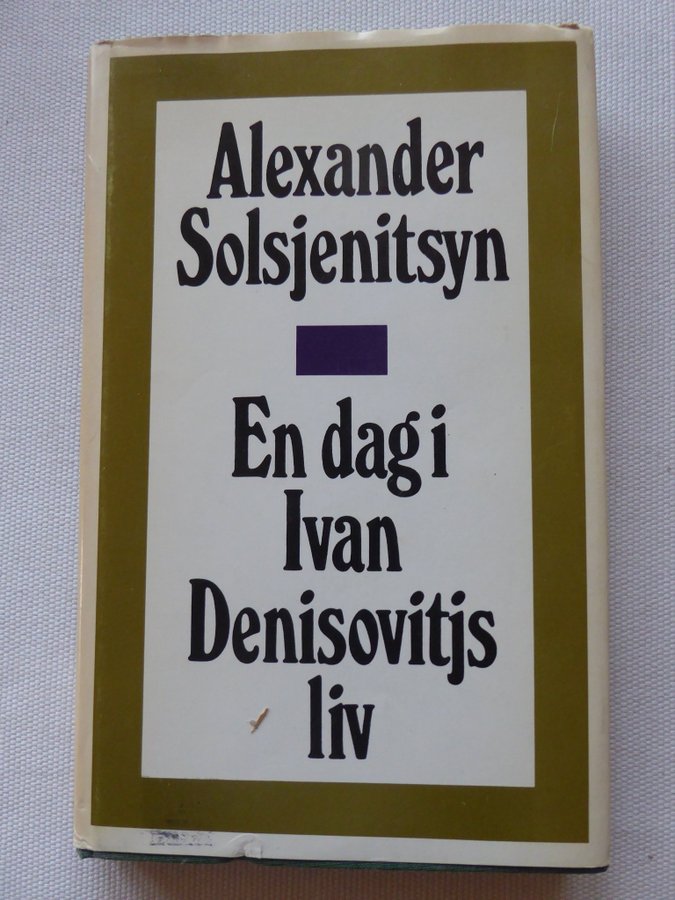 Alexander
Solsjenitsyn
En dag i
Ivan
Denisovitjs
liv